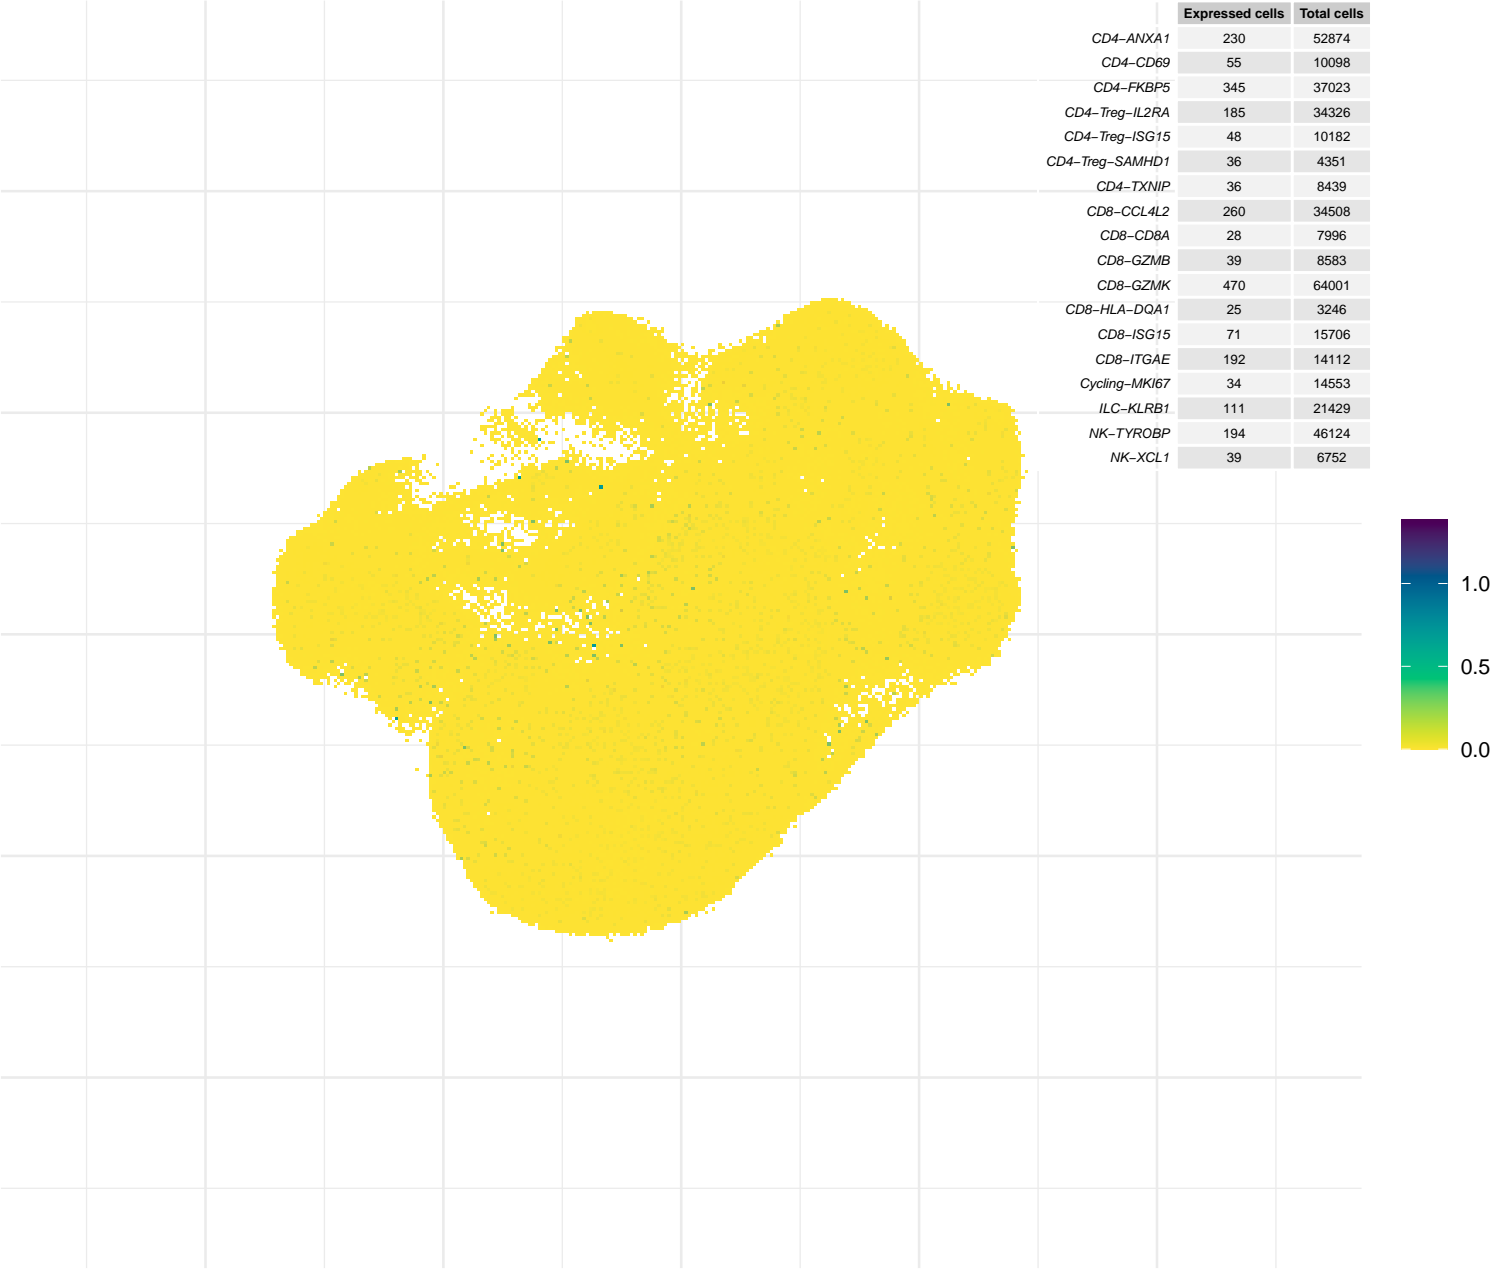 Expressed cells Total cells
CD4−ANXA1 230 52874
CD4−CD69 55 10098
CD4−FKBP5 345 37023
CD4−Treg−IL2RA 185 34326
CD4−Treg−ISG15 48 10182
CD4−Treg−SAMHD1 36 4351
CD4−TXNIP 36 8439
CD8−CCL4L2 260 34508
CD8−CD8A 28 7996
CD8−GZMB 39 8583
CD8−GZMK 470 64001
CD8−HLA−DQA1 25 3246
CD8−ISG15 71 15706
CD8−ITGAE 192 14112
Cycling−MKI67 34 14553
ILC−KLRB1 111 21429
NK−TYROBP 194 46124
NK−XCL1 39 6752
1.0
0.5
0.0